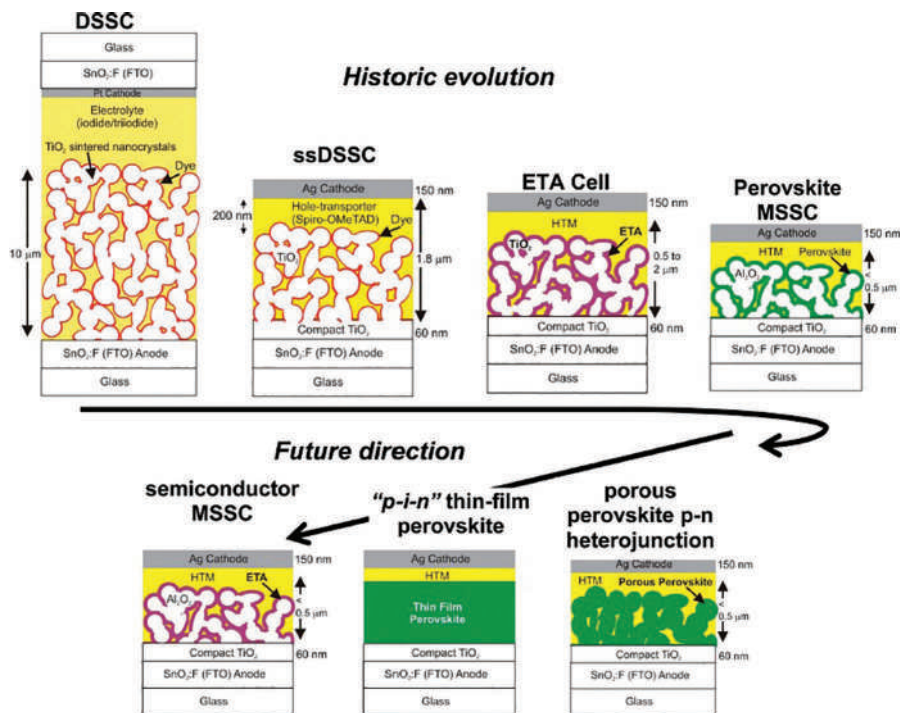 DSSC
Glass
SnO₂:F (FTO)
Pt Cathode
Electrolyte
(iodide/triiodide)
TiO₂ sintered nanocrystals
Dye
10 μm
SnO₂:F (FTO) Anode
Glass
Historic evolution
ssDSSC
Ag Cathode
150 nm
200 nm
Hole-transporter
(Spiro-OMeTAD)
Dye
TiO₂
1.8 μm
Compact TiO₂
60 nm
SnO₂:F (FTO) Anode
Glass
ETA Cell
Ag Cathode
150 nm
HTM
TiO₂
ETA
0.5 to
2 μm
Compact TiO₂
60 nm
SnO₂:F (FTO) Anode
Glass
Perovskite
MSSC
Ag Cathode
150 nm
HTM
Perovskite
Al₂O₃
<
0.5 μm
Compact TiO₂
60 nm
SnO₂:F (FTO) Anode
Glass
Future direction
semiconductor
MSSC
Ag Cathode
150 nm
HTM
ETA
Al₂O₃
<
0.5 μm
Compact TiO₂
60 nm
SnO₂:F (FTO) Anode
Glass
“p-i-n” thin-film
perovskite
Ag Cathode
HTM
Thin Film
Perovskite
Compact TiO₂
SnO₂:F (FTO) Anode
Glass
porous
perovskite p-n
heterojunction
Ag Cathode
150 nm
HTM
Porous Perovskite
<
0.5 μm
Compact TiO₂
60 nm
SnO₂:F (FTO) Anode
Glass